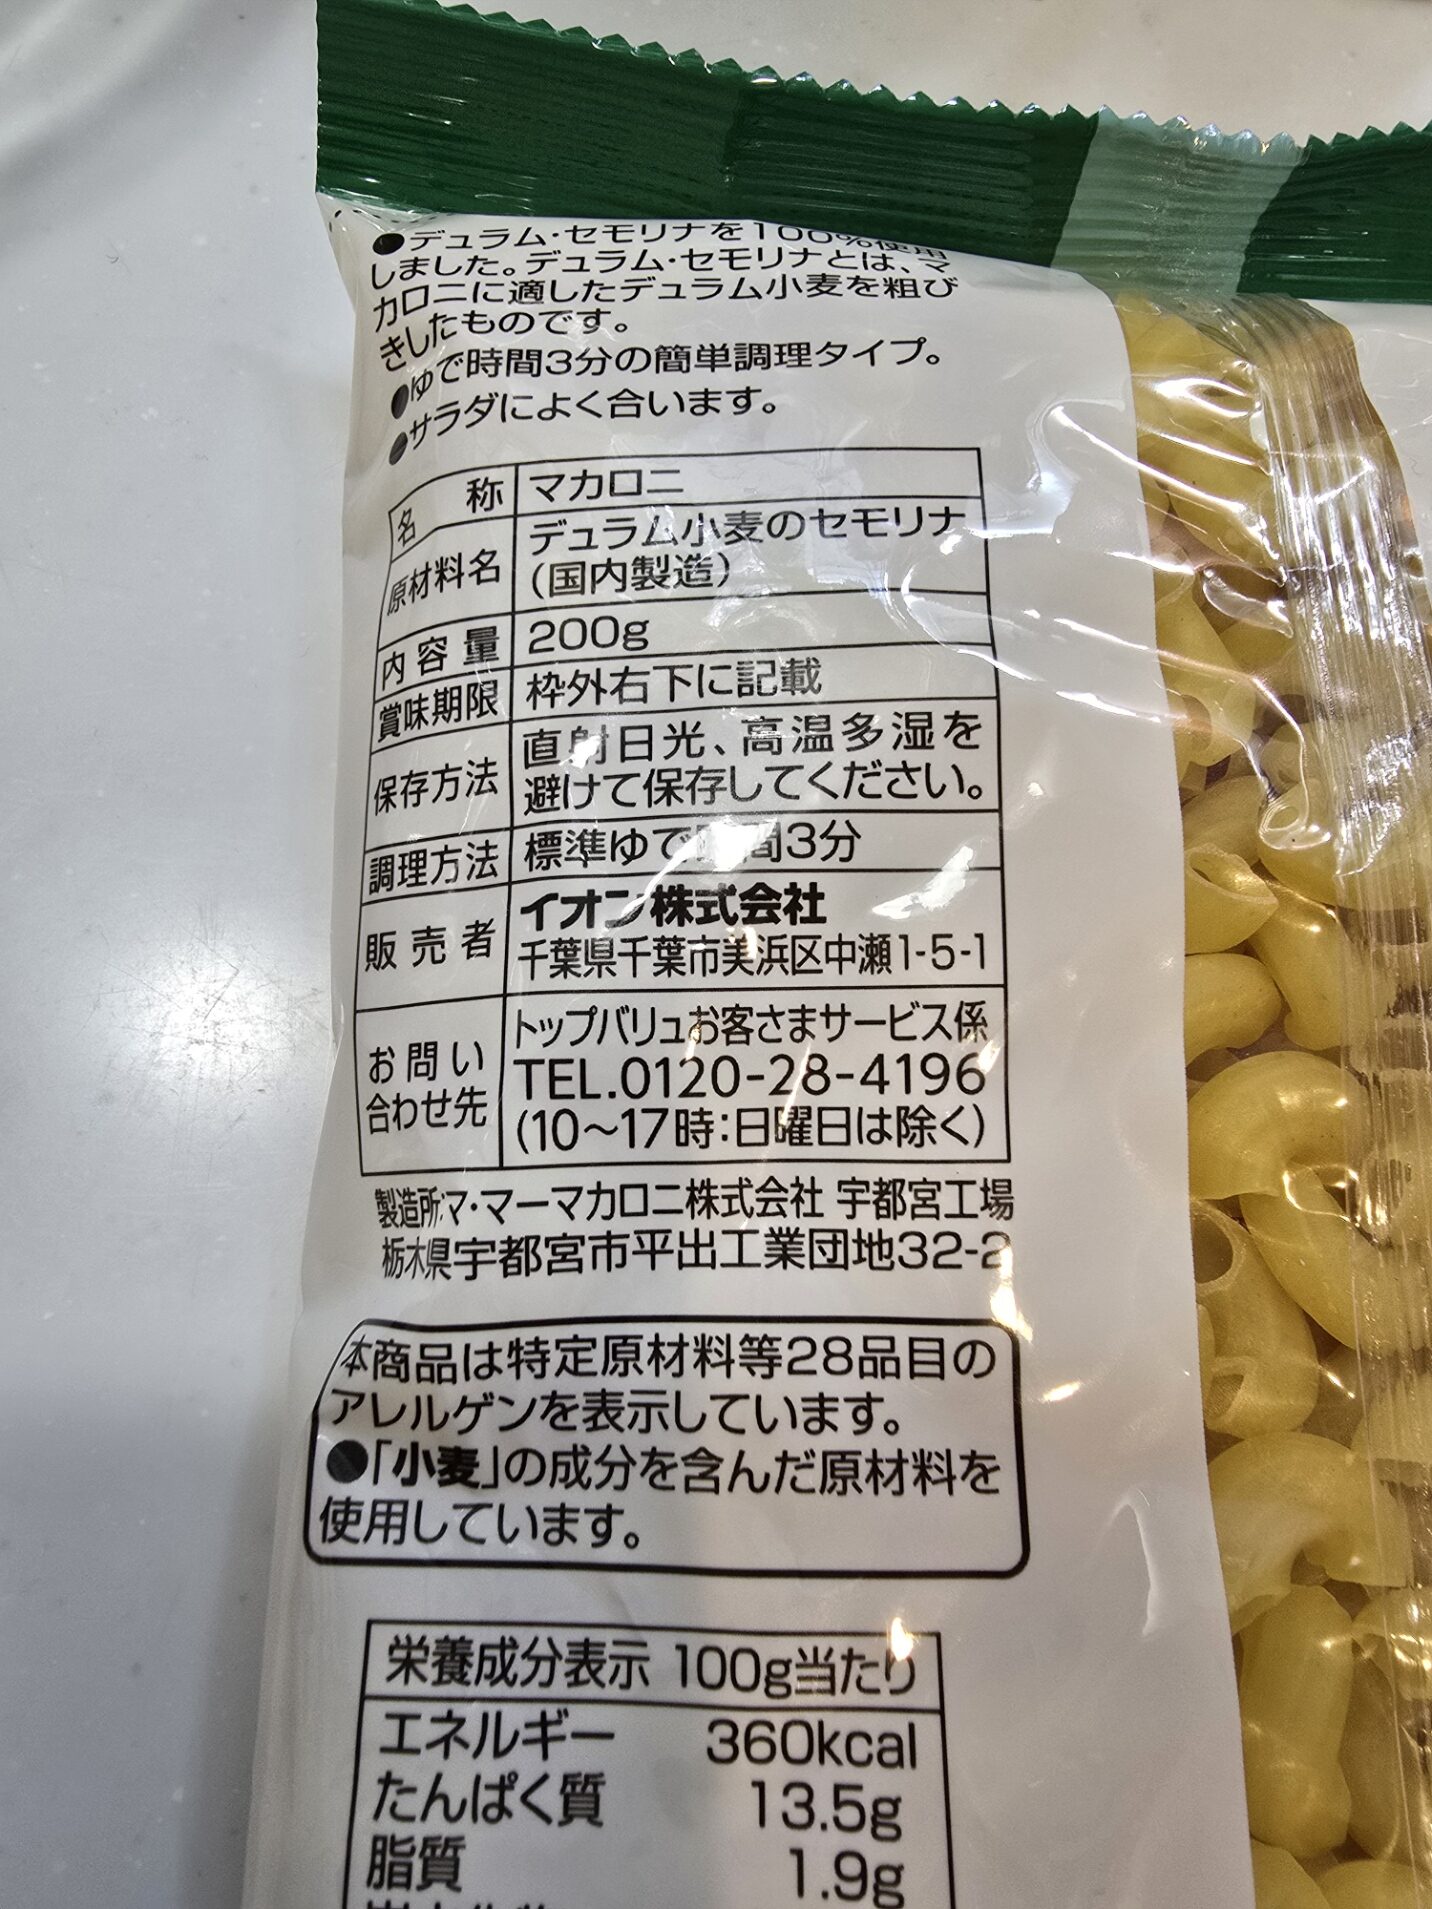 ●デュラム・セモリナを100%使用
しました。デュラム・セモリナとは、マ
カロニに適したデュラム小麦を粗び
きしたものです。
●ゆで時間3分の簡単調理タイプ。
●サラダによく合います。
名称 マカロニ
原材料名 デュラム小麦のセモリナ
(国内製造)
内容量 200g
賞味期限 枠外右下に記載
保存方法 直射日光、高温多湿を
避けて保存してください。
調理方法 標準ゆで時間3分
販売者 イオン株式会社
千葉県千葉市美浜区中瀬1-5-1
お問い
合わせ先
トップバリュお客さまサービス係
TEL.0120-28-4196
(10～17時:日曜日は除く)
製造所:マ・マーマカロニ株式会社 宇都宮工場
栃木県宇都宮市平出工業団地32-2
本商品は特定原材料等28品目の
アレルゲンを表示しています。
●「小麦」の成分を含んだ原材料を
使用しています。
栄養成分表示 100g当たり
エネルギー 360kcal
たんぱく質 13.5g
脂質 1.9g